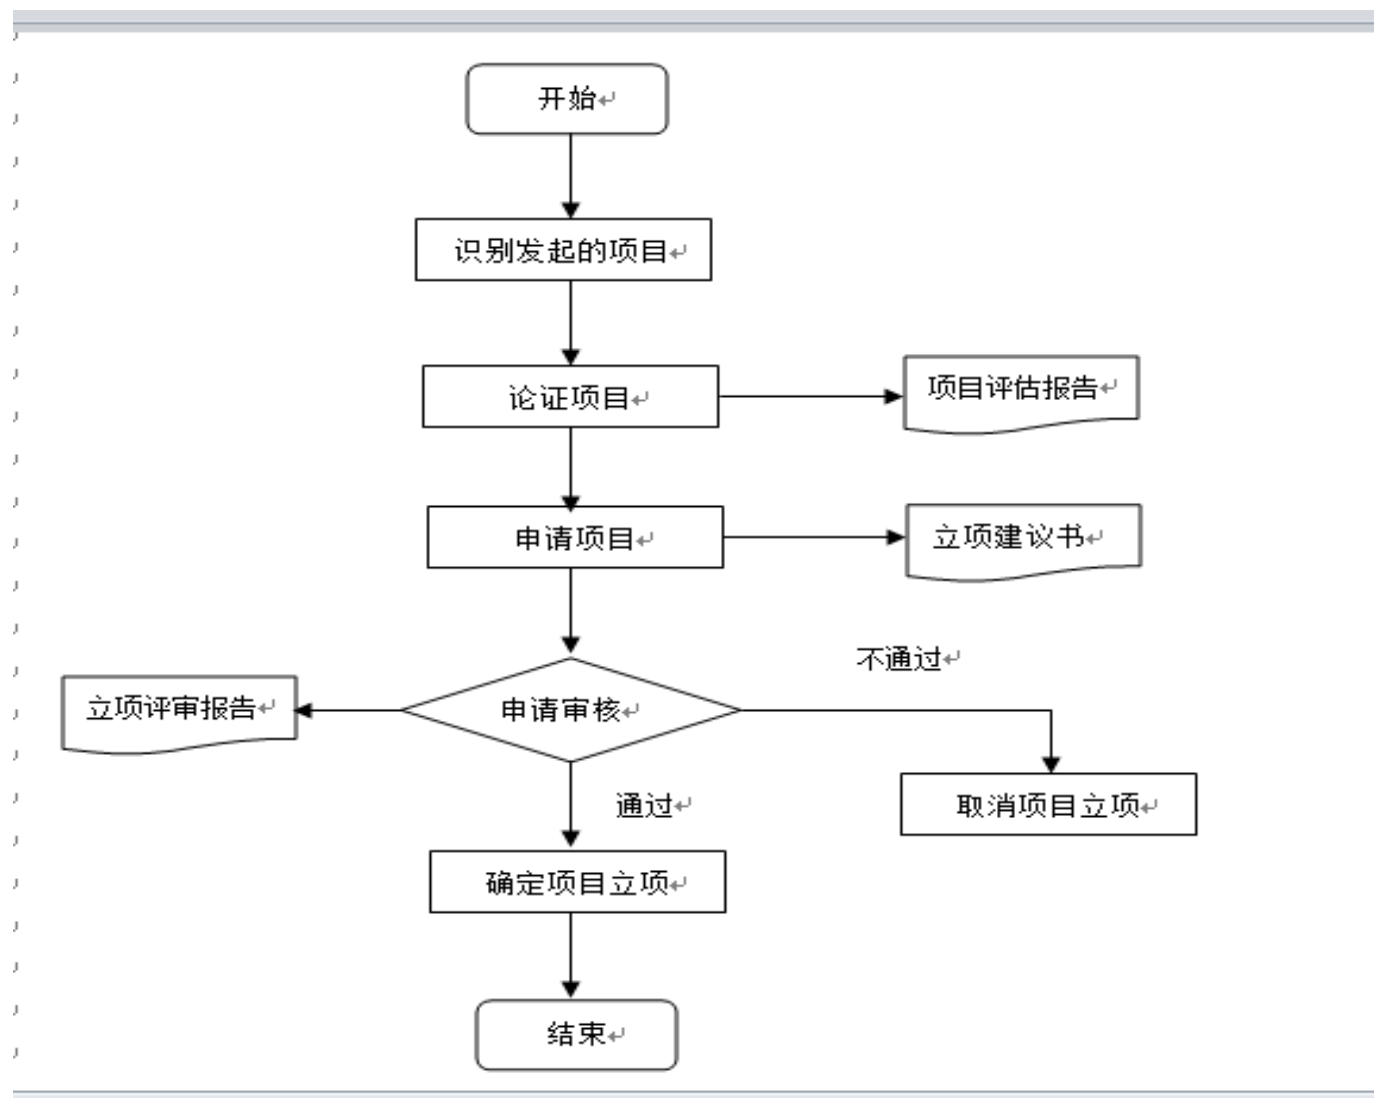 开始
识别发起的项目
论证项目
项目评估报告
申请项目
立项建议书
不通过
立项评审报告
申请审核
通过
取消项目立项
确定项目立项
结束